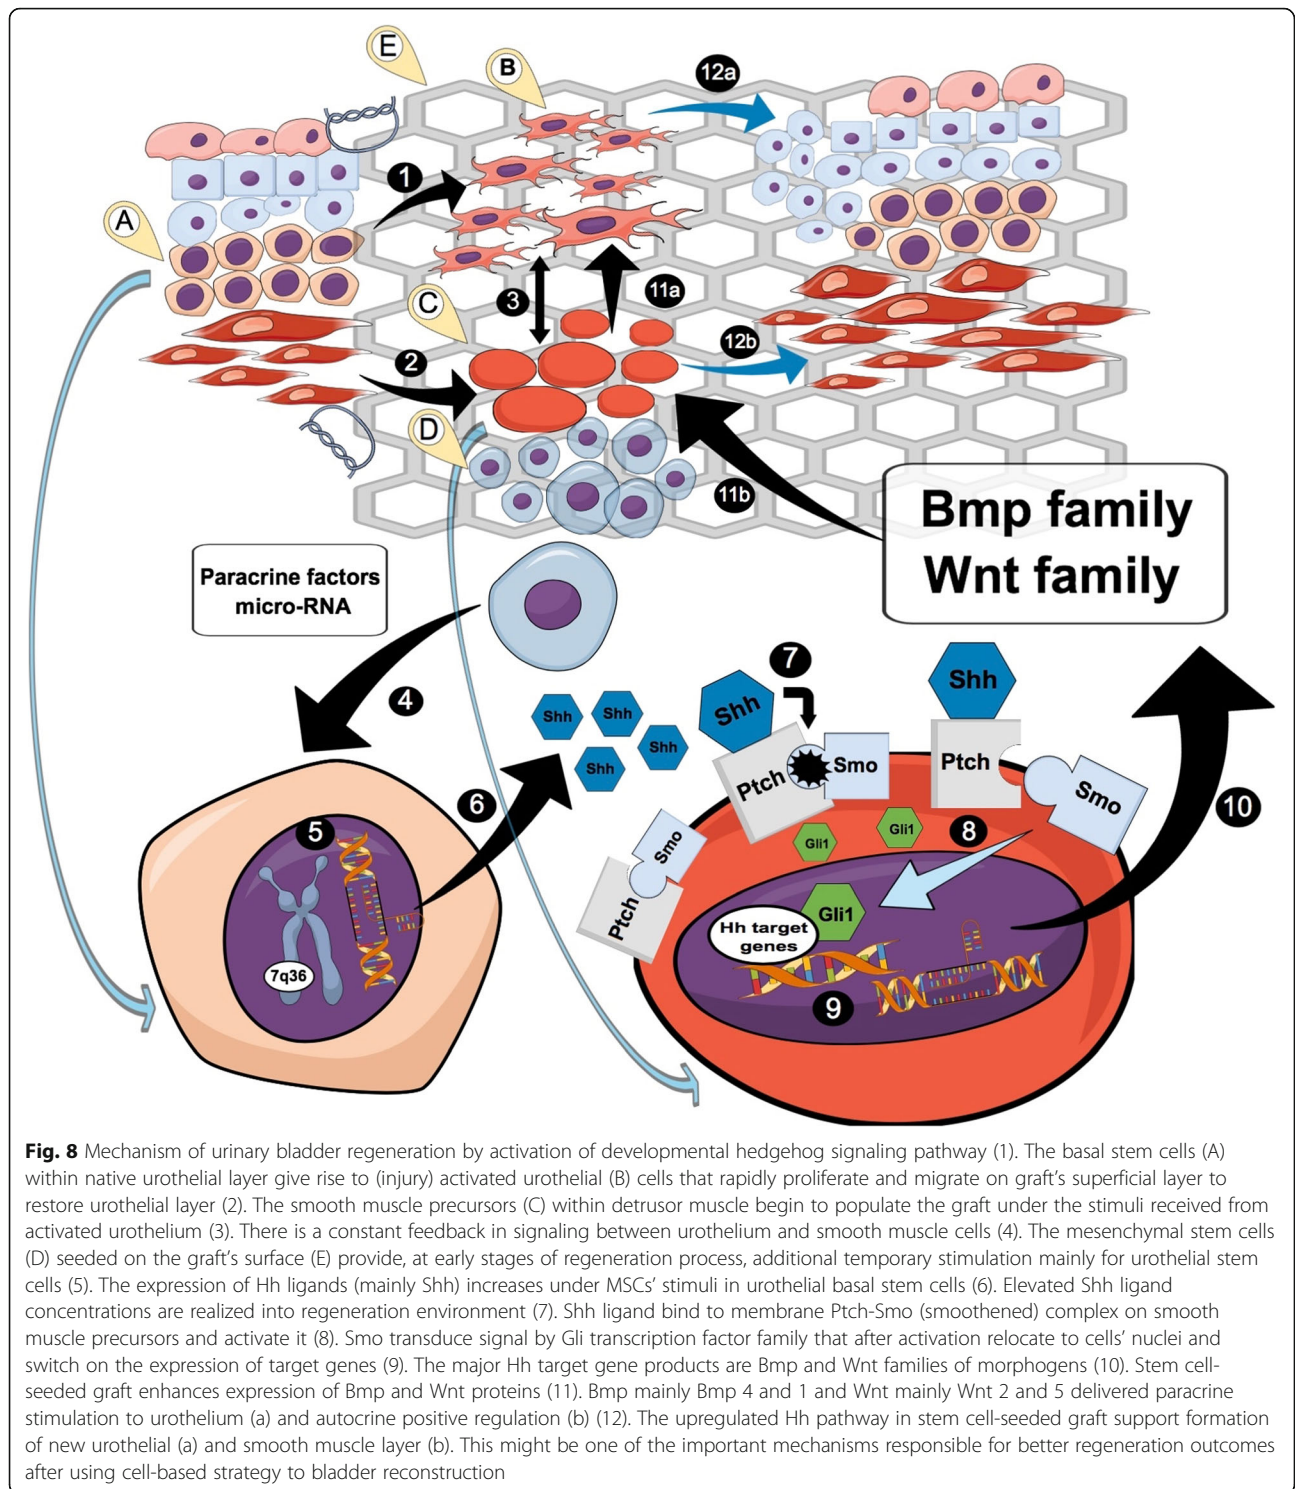 E
B
12a
A
1
C
3
11a
12b
2
D
11b
Bmp family
Wnt family
Paracrine factors
micro-RNA
7
Shh
4
Shh
Shh
Shh
Shh
Shh
Ptch
Smo
Ptch
Smo
6
10
5
Smo
Gli1
Gli1
8
Ptch
Gli1
Hh target
genes
7q36
9
Fig. 8 Mechanism of urinary bladder regeneration by activation of developmental hedgehog signaling pathway (1). The basal stem cells (A)
within native urothelial layer give rise to (injury) activated urothelial (B) cells that rapidly proliferate and migrate on graft's superficial layer to
restore urothelial layer (2). The smooth muscle precursors (C) within detrusor muscle begin to populate the graft under the stimuli received from
activated urothelium (3). There is a constant feedback in signaling between urothelium and smooth muscle cells (4). The mesenchymal stem cells
(D) seeded on the graft's surface (E) provide, at early stages of regeneration process, additional temporary stimulation mainly for urothelial stem
cells (5). The expression of Hh ligands (mainly Shh) increases under MSCs' stimuli in urothelial basal stem cells (6). Elevated Shh ligand
concentrations are realized into regeneration environment (7). Shh ligand bind to membrane Ptch-Smo (smoothened) complex on smooth
muscle precursors and activate it (8). Smo transduce signal by Gli transcription factor family that after activation relocate to cells' nuclei and
switch on the expression of target genes (9). The major Hh target gene products are Bmp and Wnt families of morphogens (10). Stem cell-
seeded graft enhances expression of Bmp and Wnt proteins (11). Bmp mainly Bmp 4 and 1 and Wnt mainly Wnt 2 and 5 delivered paracrine
stimulation to urothelium (a) and autocrine positive regulation (b) (12). The upregulated Hh pathway in stem cell-seeded graft support formation
of new urothelial (a) and smooth muscle layer (b). This might be one of the important mechanisms responsible for better regeneration outcomes
after using cell-based strategy to bladder reconstruction